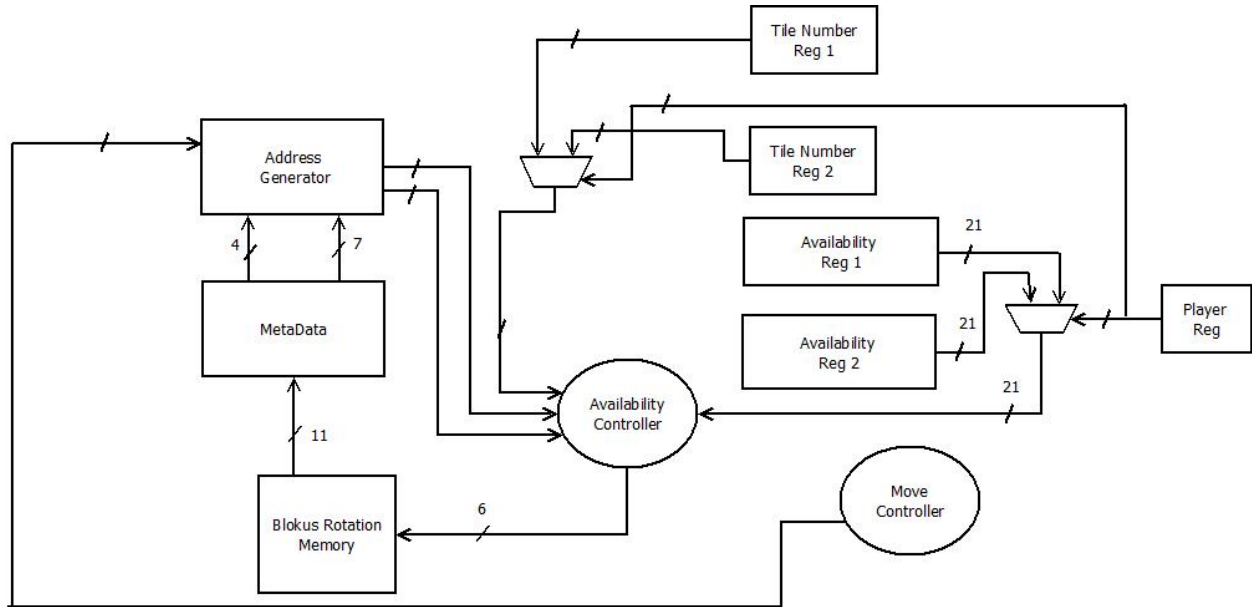 Tile Number
Reg 1
Address
Generator
Tile Number
Reg 2
4
7
21
Availability
Reg 1
MetaData
21
Availability
Reg 2
Player
Reg
21
Availability
Controller
11
Move
Controller
6
Blokus Rotation
Memory